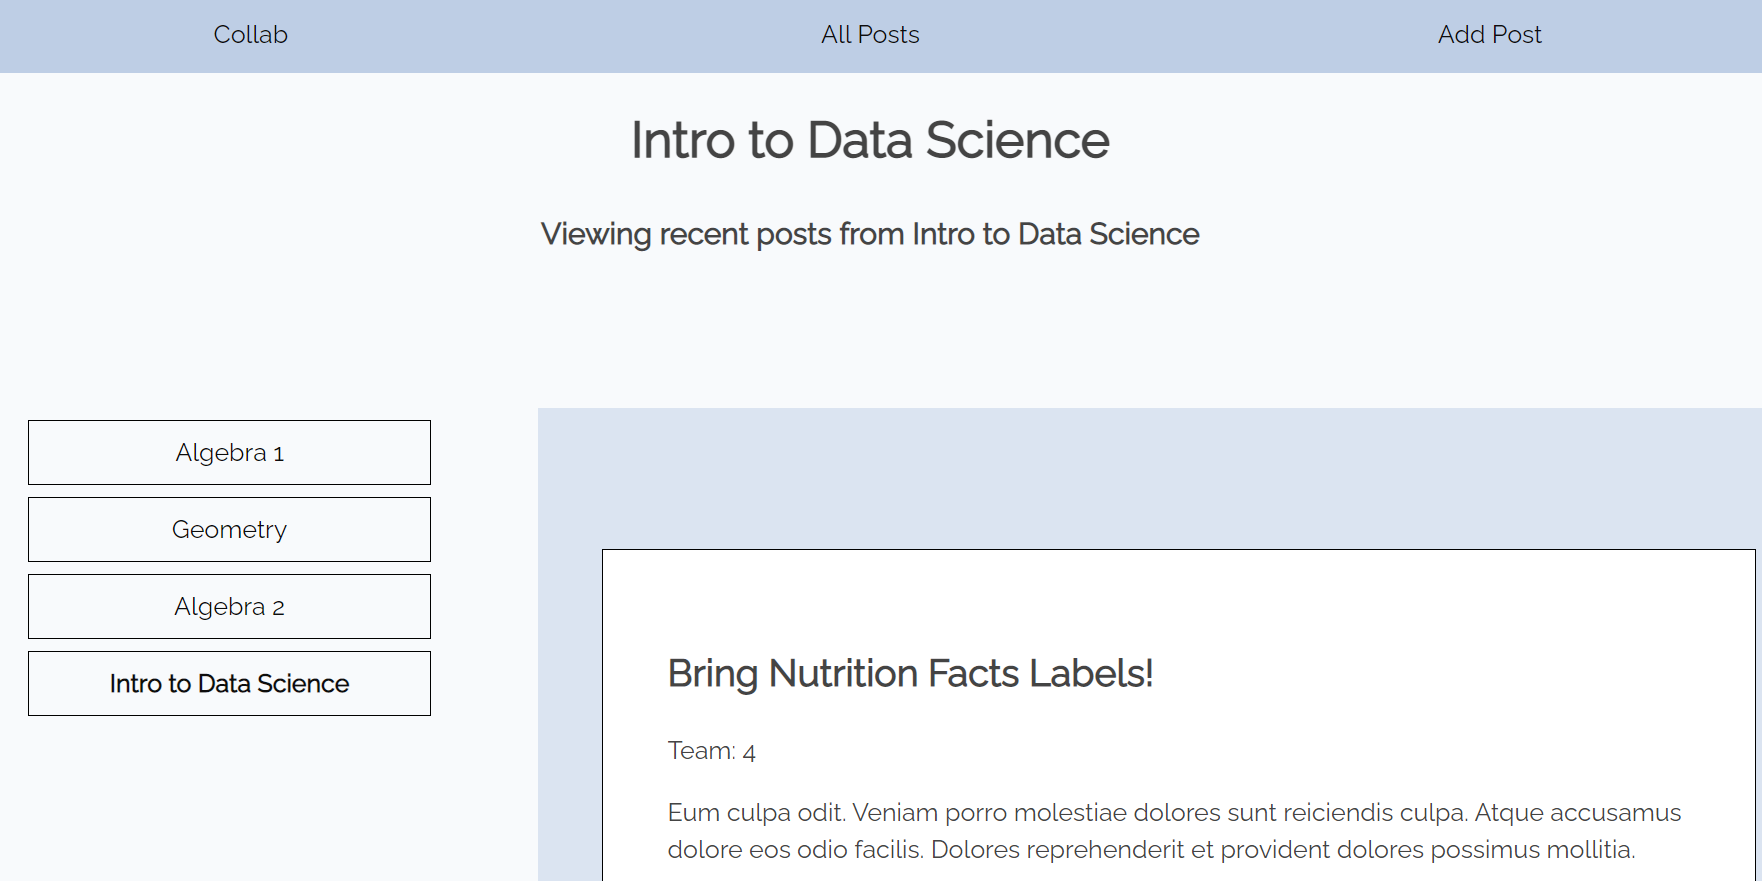 Collab All Posts Add Post
Intro to Data Science
Viewing recent posts from Intro to Data Science
Algebra 1
Geometry
Algebra 2
Intro to Data Science
Bring Nutrition Facts Labels!
Team: 4
Eum culpa odit. Veniam porro molestiae dolores sunt reiciendis culpa. Atque accusamus
dolore eos odio facilis. Dolores reprehenderit et provident dolores possimus mollitia.